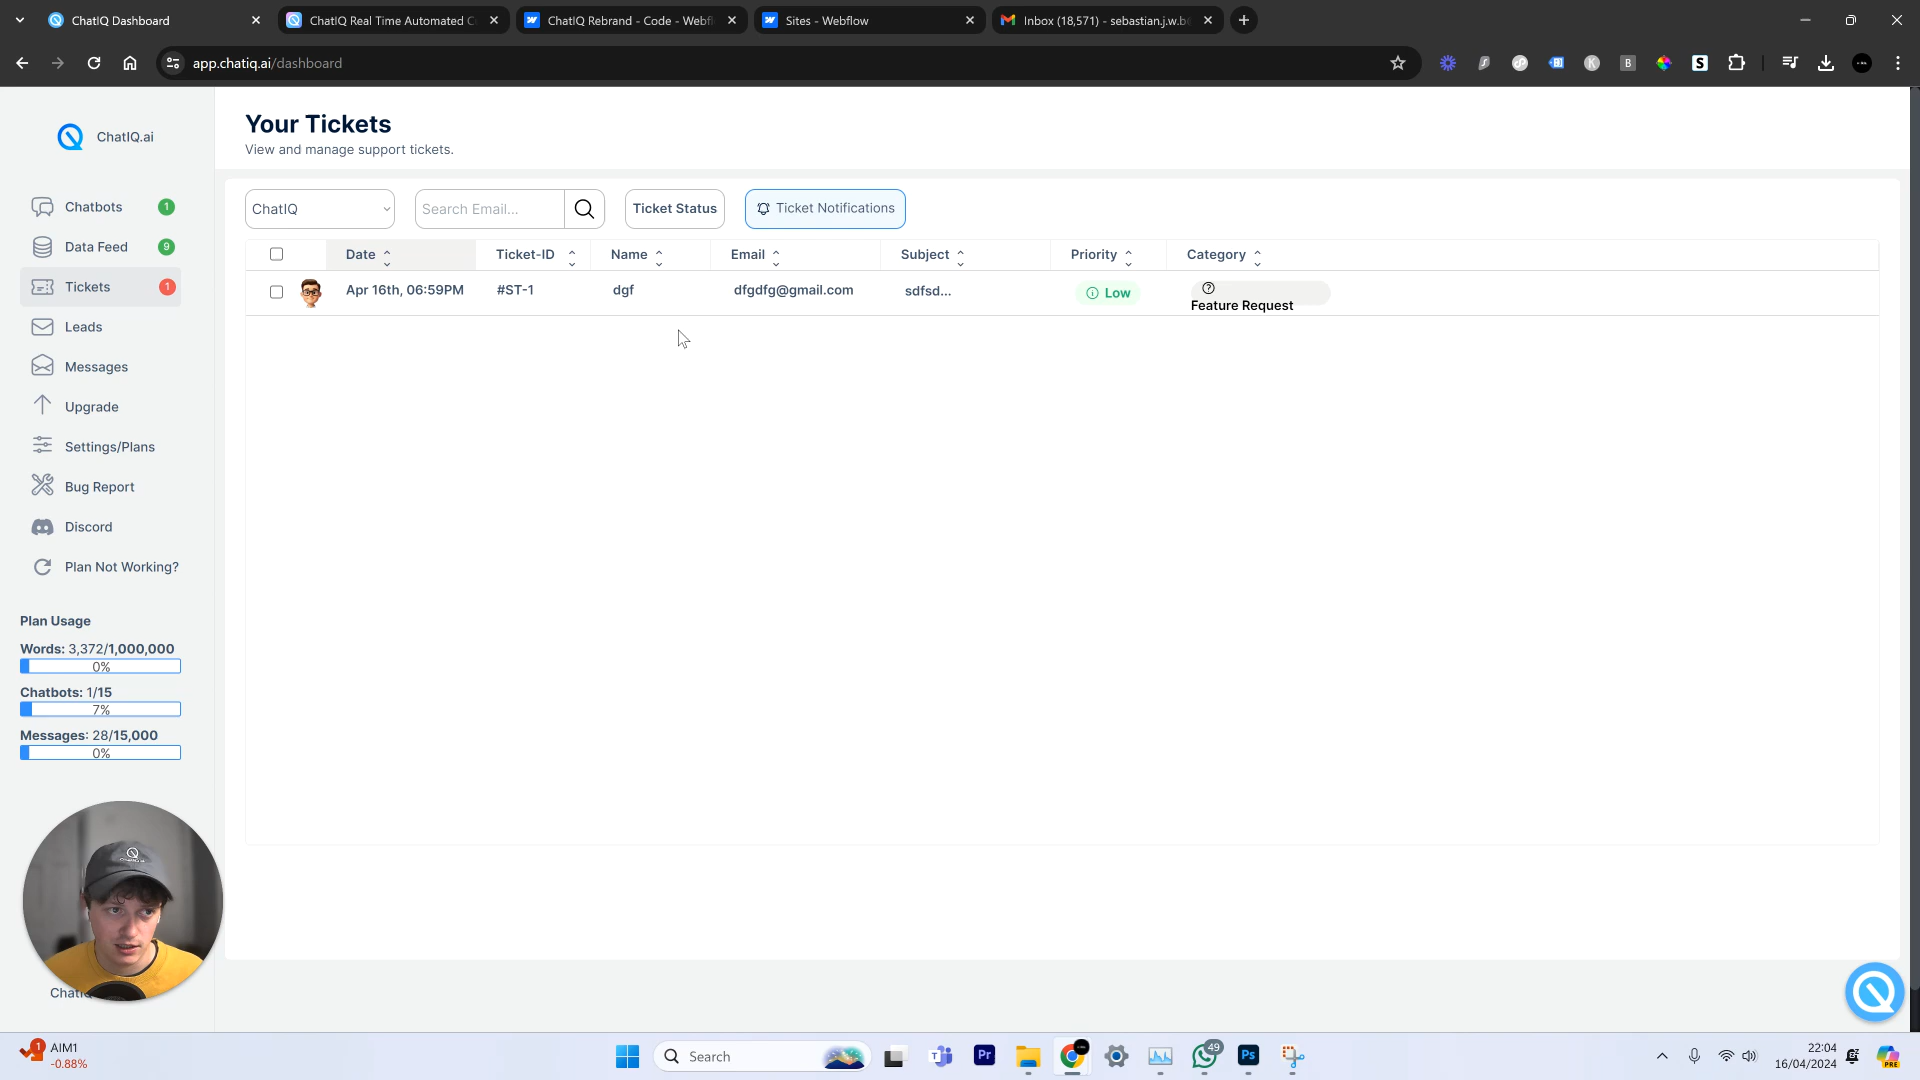 ChatIQ Dashboard
ChatIQ Real Time Automated C
ChatIQ Rebrand - Code - Webfl
Sites - Webflow
Inbox (18,571) - sebastian.j.w.b
app.chatiq.ai/dashboard
ChatIQ.ai
Your Tickets
View and manage support tickets.
Chatbots 1
Data Feed 9
Tickets 1
Leads
Messages
Upgrade
Settings/Plans
Bug Report
Discord
Plan Not Working?
ChatIQ
Search Email...
Ticket Status
Ticket Notifications
Date
Ticket-ID
Name
Email
Subject
Priority
Category
Apr 16th, 06:59PM
#ST-1
dgf
dfgdfg@gmail.com
sdfsd...
Low
Feature Request
Plan Usage
Words: 3,372/1,000,000
0%
Chatbots: 1/15
7%
Messages: 28/15,000
0%
1
AIM1
-0.88%
Search
Pr
49
Ps
22:04
16/04/2024
PRE